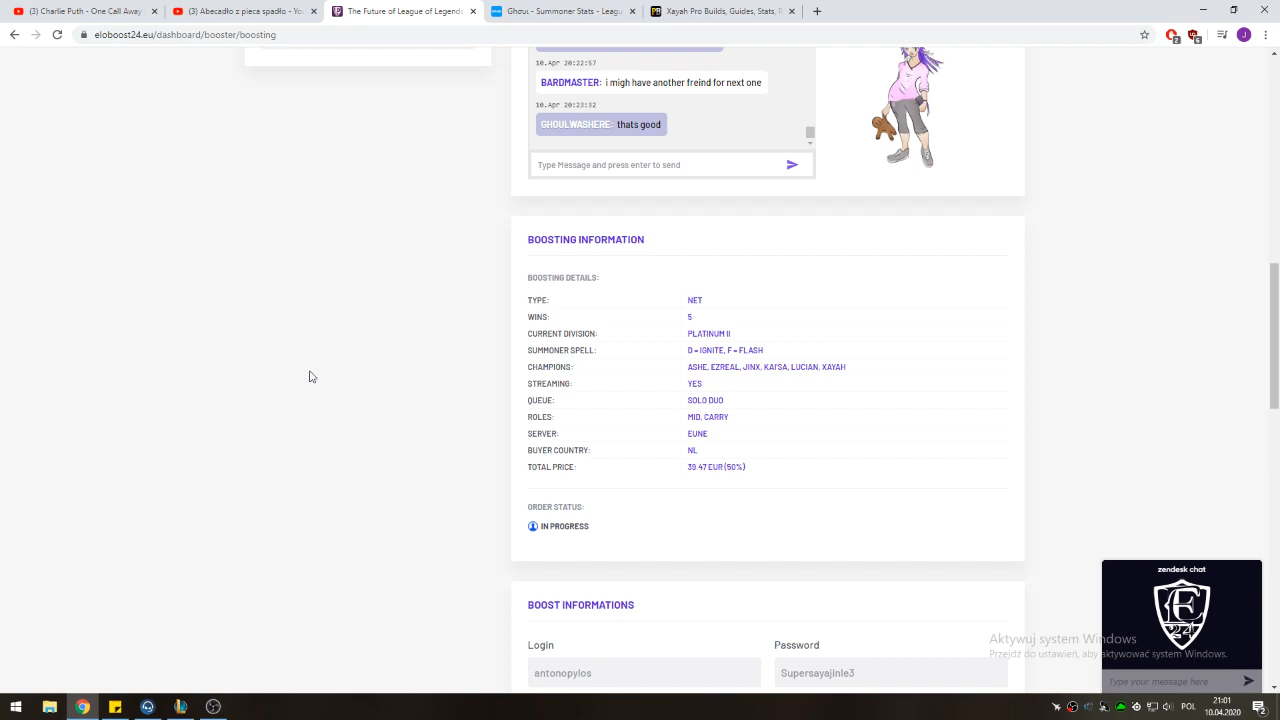 (3) Charlie Puth - One Call Away
(3) Abecadło z pieca spadło - Yo
The Future of League of Legends
Ghoul - Summoner Stats - Leagu
Xayah Pro Builds, Guides, Stats, R
eloboost24.eu/dashboard/booster/boosting
10.Apr 20:22:57
BARDMASTER: i migh have another freind for next one
10.Apr 20:23:32
GHOULWASHERE: thats good
Type Message and press enter to send
BOOSTING INFORMATION
BOOSTING DETAILS:
TYPE: NET
WINS: 5
CURRENT DIVISION: PLATINUM II
SUMMONER SPELL: D = IGNITE, F = FLASH
CHAMPIONS: ASHE, EZREAL, JINX, KAI'SA, LUCIAN, XAYAH
STREAMING: YES
QUEUE: SOLO DUO
ROLES: MID, CARRY
SERVER: EUNE
BUYER COUNTRY: NL
TOTAL PRICE: 39.47 EUR (50%)
ORDER STATUS:
IN PROGRESS
BOOST INFORMATIONS
Login Password
antonopylos Supersayajinle3
zendesk chat
E
24
Type your message here
Aktywuj system Windows
Przejdź do ustawień, aby aktywować system Windows.
21:01
10.04.2020